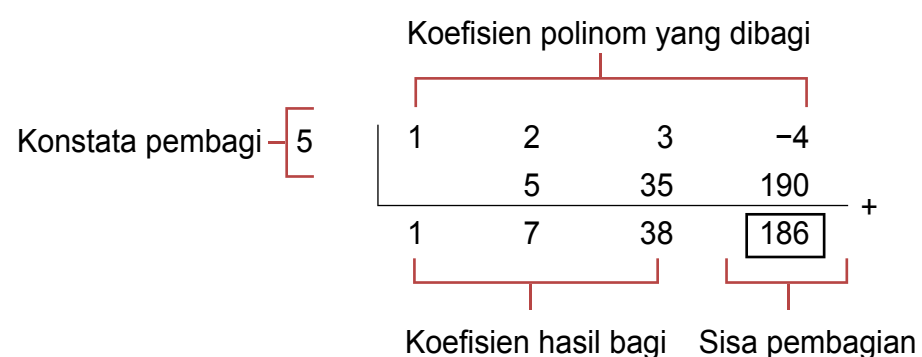 Koefisien polinom yang dibagi
Konstata pembagi 5 1 2 3 −4
5 35 190
+
1 7 38 186
Koefisien hasil bagi Sisa pembagian